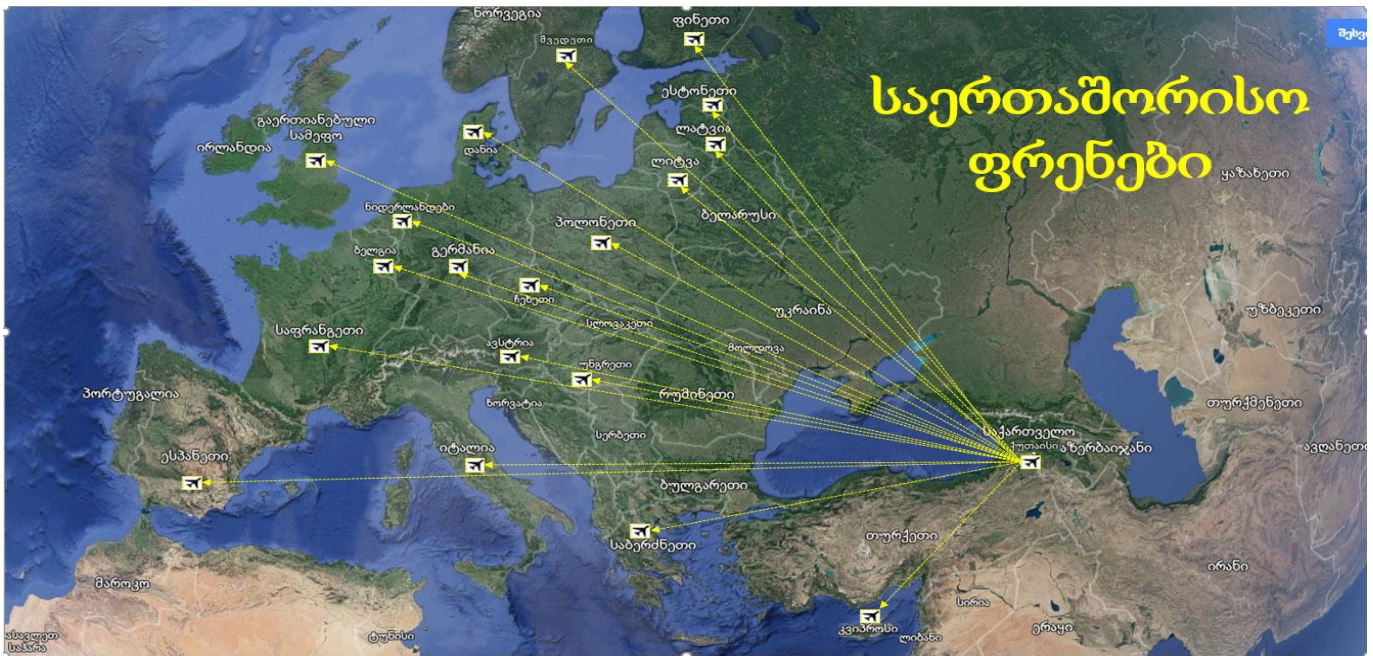 ნორვეგია
ფინეთი
შვედეთი
საერთაშორისო
ფრენები
ესტონეთი
ლატვია
ლიტვა
გაერთიანებული
სამეფო
ირლანდია
დანია
ყაზახეთი
ნიდერლანდები
ბელარუსი
პოლონეთი
ბელგია
გერმანია
ჩეხეთი
უკრაინა
უზბეკეთი
სლოვაკეთი
საფრანგეთი
ავსტრია
მოლდოვა
უნგრეთი
პორტუგალია
რუმინეთი
ხორვატია
თურქმენეთი
საქართველო
სერბეთი
ქუთაისი
აზერბაიჯანი
იტალია
ესპანეთი
ბულგარეთი
თურქეთი
საბერძნეთი
ირანი
მაროკო
სირია
კვიპროსი
ლიბანი
ერაყი
ტუნისი